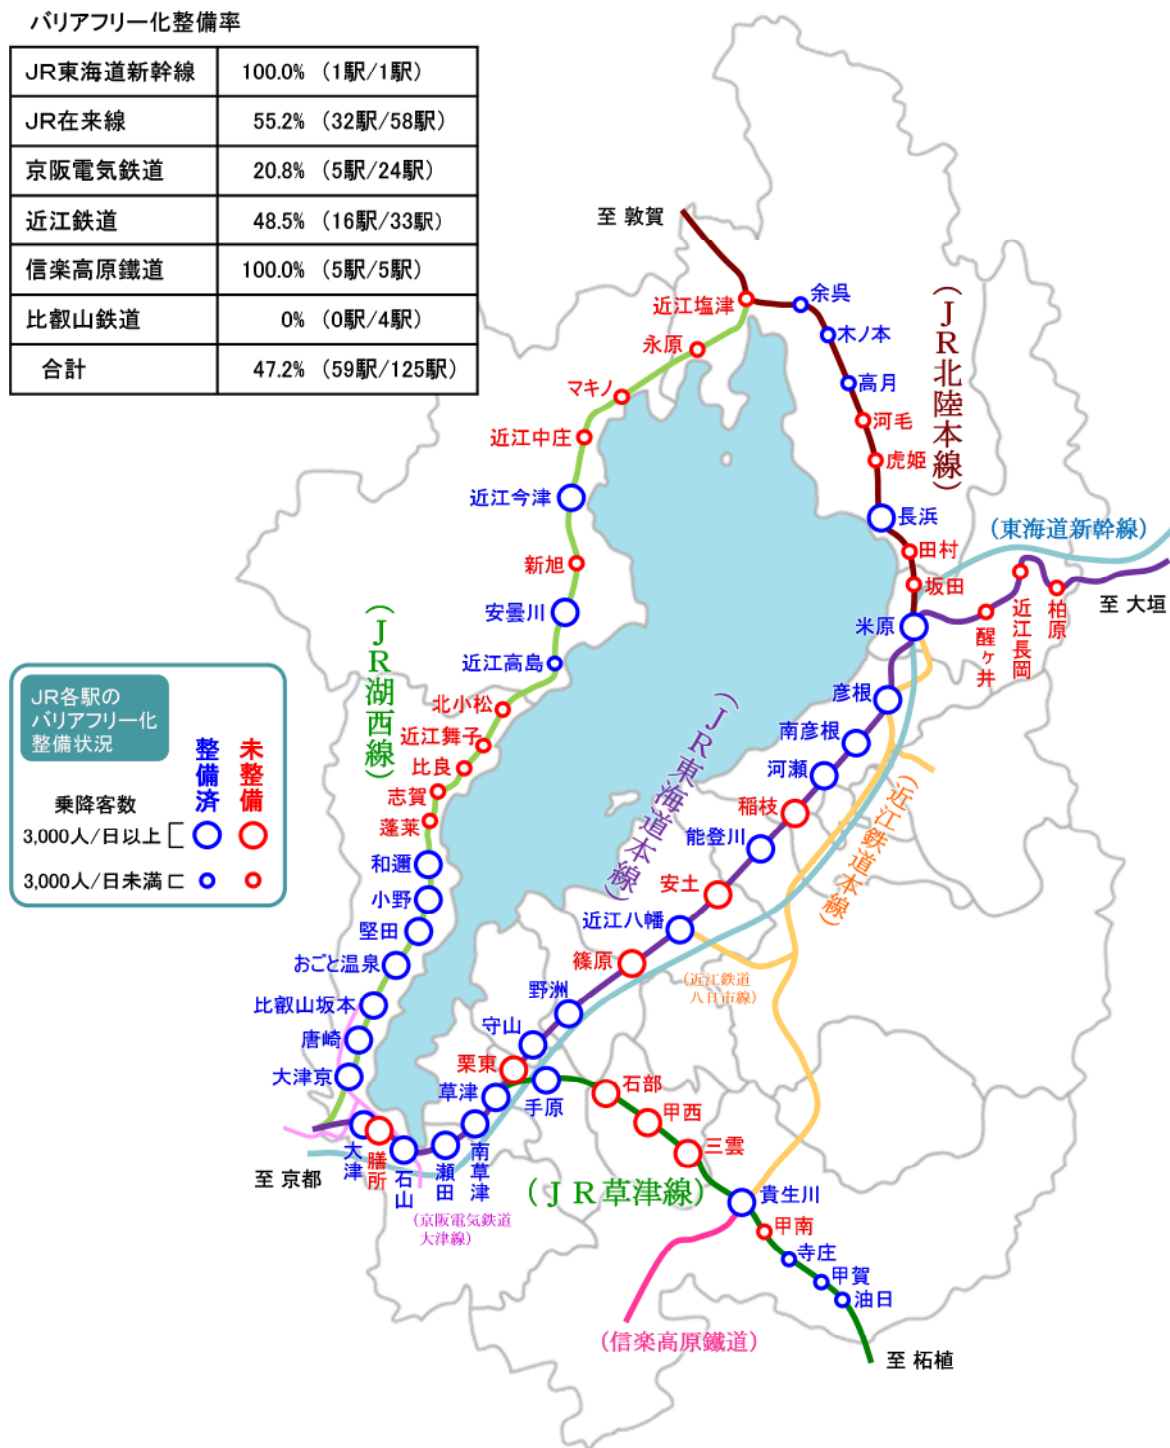 バリアフリー化整備率
JR東海道新幹線 100.0% (1駅/1駅)
JR在来線 55.2% (32駅/58駅)
京阪電気鉄道 20.8% (5駅/24駅)
近江鉄道 48.5% (16駅/33駅)
信楽高原鐵道 100.0% (5駅/5駅)
比叡山鉄道 0% (0駅/4駅)
合計 47.2% (59駅/125駅)
至 敦賀
近江塩津
余呉
木ノ本
高月
河毛
虎姫
長浜
田村
坂田
米原
(JR北陸本線)
(東海道新幹線)
至 大垣
柏原
近江長岡
醒ヶ井
永原
マキノ
近江中庄
近江今津
新旭
安曇川
近江高島
北小松
近江舞子
比良
志賀
蓬莱
和邇
小野
堅田
おごと温泉
比叡山坂本
唐崎
大津京
(JR湖西線)
JR各駅の
バリアフリー化
整備状況
整備済
未整備
乗降客数
3,000人/日以上
3,000人/日未満
彦根
南彦根
河瀬
稲枝
能登川
安土
近江八幡
篠原
野洲
守山
栗東
草津
南草津
瀬田
石山
膳所
大津
至 京都
(JR東海道本線)
(近江鉄道本線)
(近江鉄道
八日市線)
手原
石部
甲西
三雲
貴生川
甲南
寺庄
甲賀
油日
(JR草津線)
(京阪電気鉄道
大津線)
(信楽高原鐵道)
至 柘植